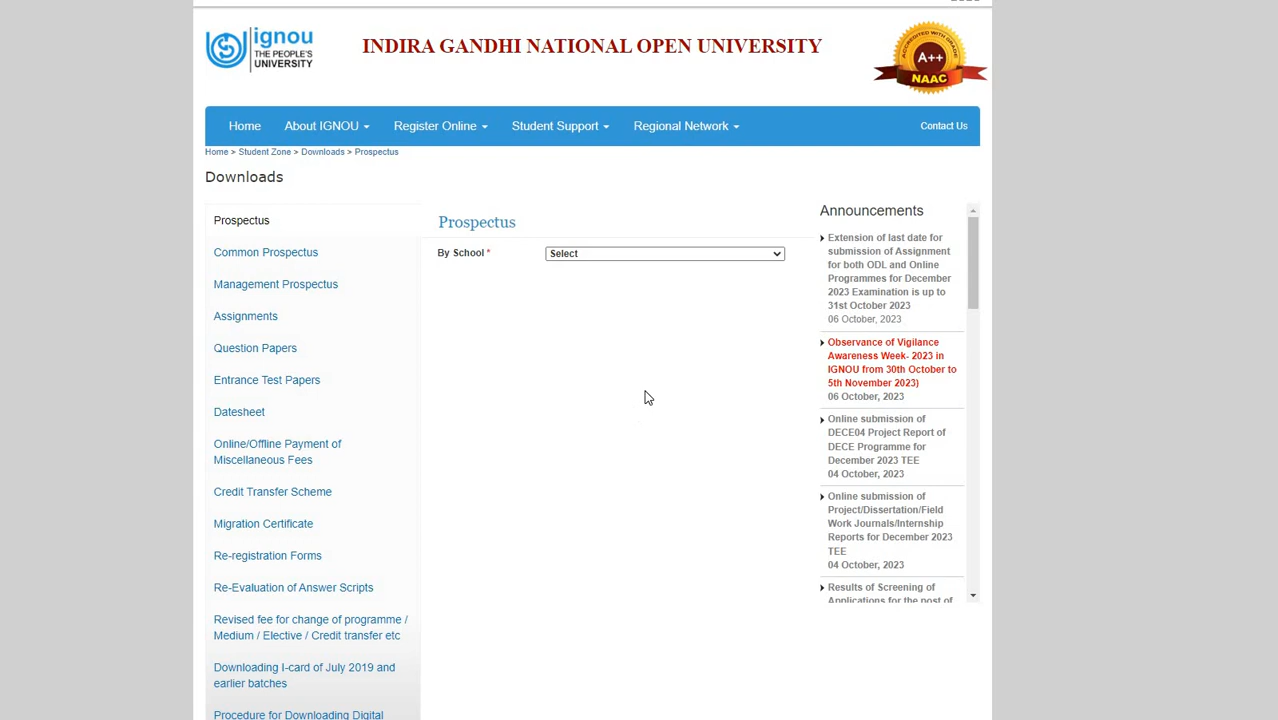 ignou
THE PEOPLE'S
UNIVERSITY
INDIRA GANDHI NATIONAL OPEN UNIVERSITY
ACCREDITED WITH GRADE
A++
NAAC
Home About IGNOU Register Online Student Support Regional Network Contact Us
Home > Student Zone > Downloads > Prospectus
Downloads
Prospectus
Common Prospectus
Management Prospectus
Assignments
Question Papers
Entrance Test Papers
Datesheet
Online/Offline Payment of
Miscellaneous Fees
Credit Transfer Scheme
Migration Certificate
Re-registration Forms
Re-Evaluation of Answer Scripts
Revised fee for change of programme /
Medium / Elective / Credit transfer etc
Downloading I-card of July 2019 and
earlier batches
Procedure for Downloading Digital
Prospectus
By School * Select
Announcements
Extension of last date for
submission of Assignment
for both ODL and Online
Programmes for December
2023 Examination is up to
31st October 2023
06 October, 2023
Observance of Vigilance
Awareness Week- 2023 in
IGNOU from 30th October to
5th November 2023)
06 October, 2023
Online submission of
DECE04 Project Report of
DECE Programme for
December 2023 TEE
04 October, 2023
Online submission of
Project/Dissertation/Field
Work Journals/Internship
Reports for December 2023
TEE
04 October, 2023
Results of Screening of
Applications for the post of